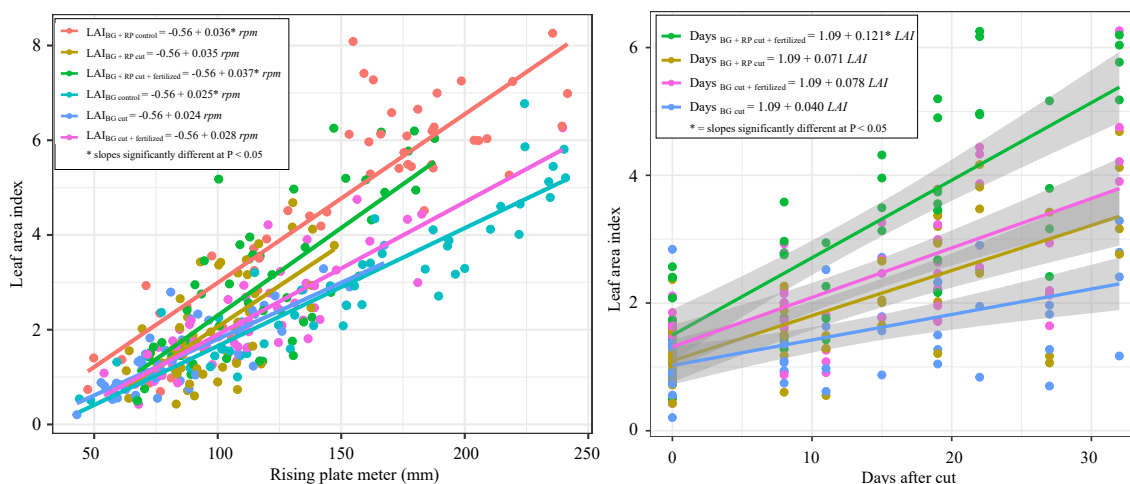 LAI BG + RP control = -0.56 + 0.036* rpm
LAI BG + RP cut = -0.56 + 0.035 rpm
LAI BG + RP cut + fertilized = -0.56 + 0.037* rpm
LAI BG control = -0.56 + 0.025* rpm
LAI BG cut = -0.56 + 0.024 rpm
LAI BG cut + fertilized = -0.56 + 0.028 rpm
* slopes significantly different at P < 0.05
Leaf area index
8
6
4
2
0
50
100
150
200
250
Rising plate meter (mm)
Days BG + RP cut + fertilized = 1.09 + 0.121* LAI
Days BG + RP cut = 1.09 + 0.071 LAI
Days BG cut + fertilized = 1.09 + 0.078 LAI
Days BG cut = 1.09 + 0.040 LAI
* = slopes significantly different at P < 0.05
Leaf area index
6
4
2
0
0
10
20
30
Days after cut